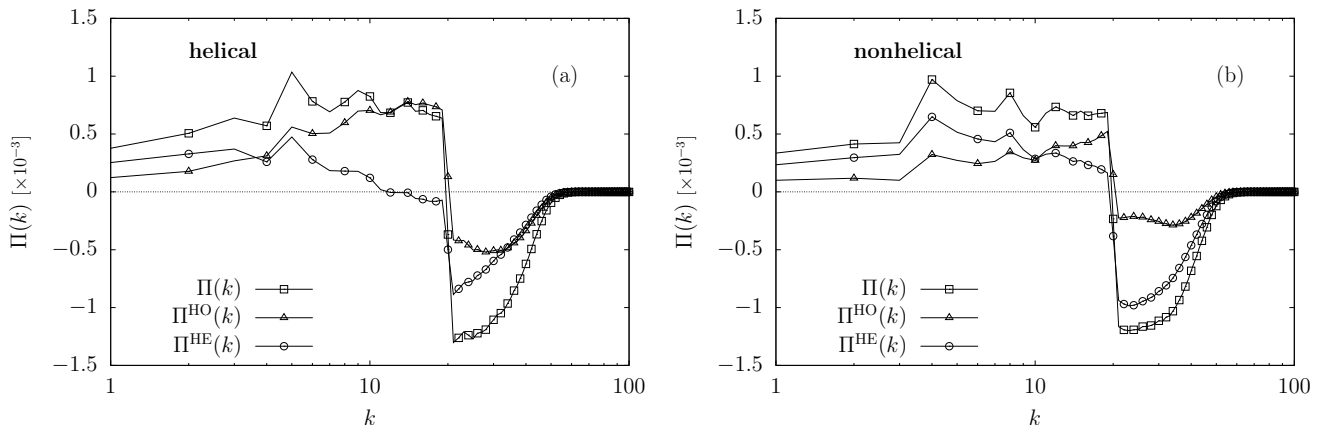 helical
(a)
Π(k) [×10⁻³]
1.5
1
0.5
0
−0.5
−1
−1.5
Π(k)
Π^HO(k)
Π^HE(k)
1
10
100
k
nonhelical
(b)
Π(k) [×10⁻³]
1.5
1
0.5
0
−0.5
−1
−1.5
Π(k)
Π^HO(k)
Π^HE(k)
1
10
100
k